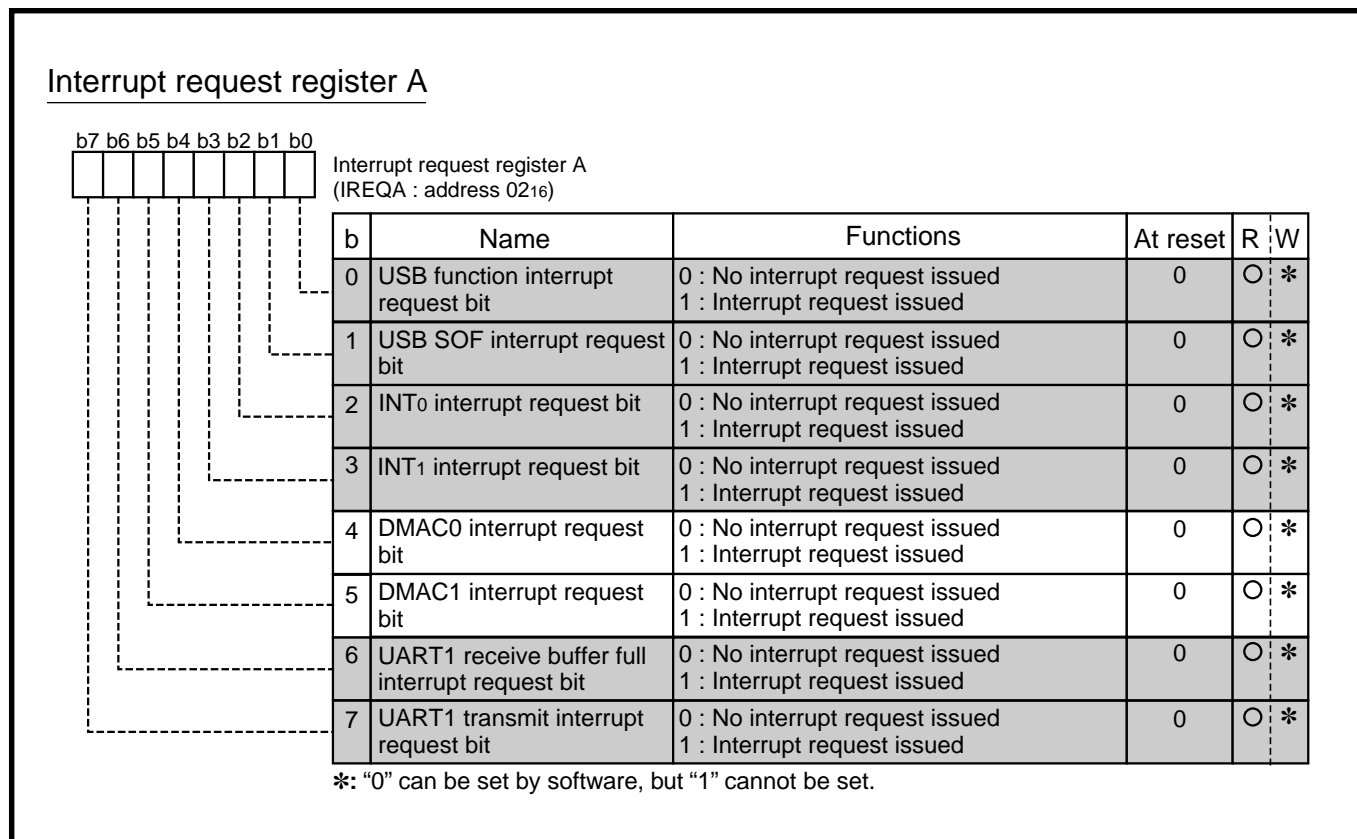 Interrupt request register A
b7 b6 b5 b4 b3 b2 b1 b0
Interrupt request register A
(IREQA : address 0216)
b Name Functions At reset R W
0 USB function interrupt request bit 0 : No interrupt request issued 0 ○ ✻
1 : Interrupt request issued
1 USB SOF interrupt request bit 0 : No interrupt request issued 0 ○ ✻
1 : Interrupt request issued
2 INT0 interrupt request bit 0 : No interrupt request issued 0 ○ ✻
1 : Interrupt request issued
3 INT1 interrupt request bit 0 : No interrupt request issued 0 ○ ✻
1 : Interrupt request issued
4 DMAC0 interrupt request bit 0 : No interrupt request issued 0 ○ ✻
1 : Interrupt request issued
5 DMAC1 interrupt request bit 0 : No interrupt request issued 0 ○ ✻
1 : Interrupt request issued
6 UART1 receive buffer full interrupt request bit 0 : No interrupt request issued 0 ○ ✻
1 : Interrupt request issued
7 UART1 transmit interrupt request bit 0 : No interrupt request issued 0 ○ ✻
1 : Interrupt request issued
✻: “0” can be set by software, but “1” cannot be set.